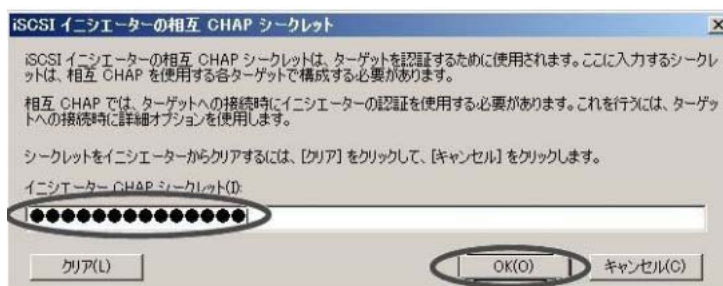 iSCSI イニシエーターの相互 CHAP シークレット
iSCSI イニシエーターの相互 CHAP シークレットは、ターゲットを認証するために使用されます。ここに入力するシークレ
ットは、相互 CHAP を使用する各ターゲットで構成する必要があります。
相互 CHAP では、ターゲットへの接続時にイニシエーターの認証を使用する必要があります。これを行うには、ターゲッ
トへの接続時に詳細オプションを使用します。
シークレットをイニシエーターからクリアするには、[クリア] をクリックして、[キャンセル] をクリックします。
イニシエーター CHAP シークレット(I):
●●●●●●●●●●●●●●
クリア(L)
OK(O)
キャンセル(C)